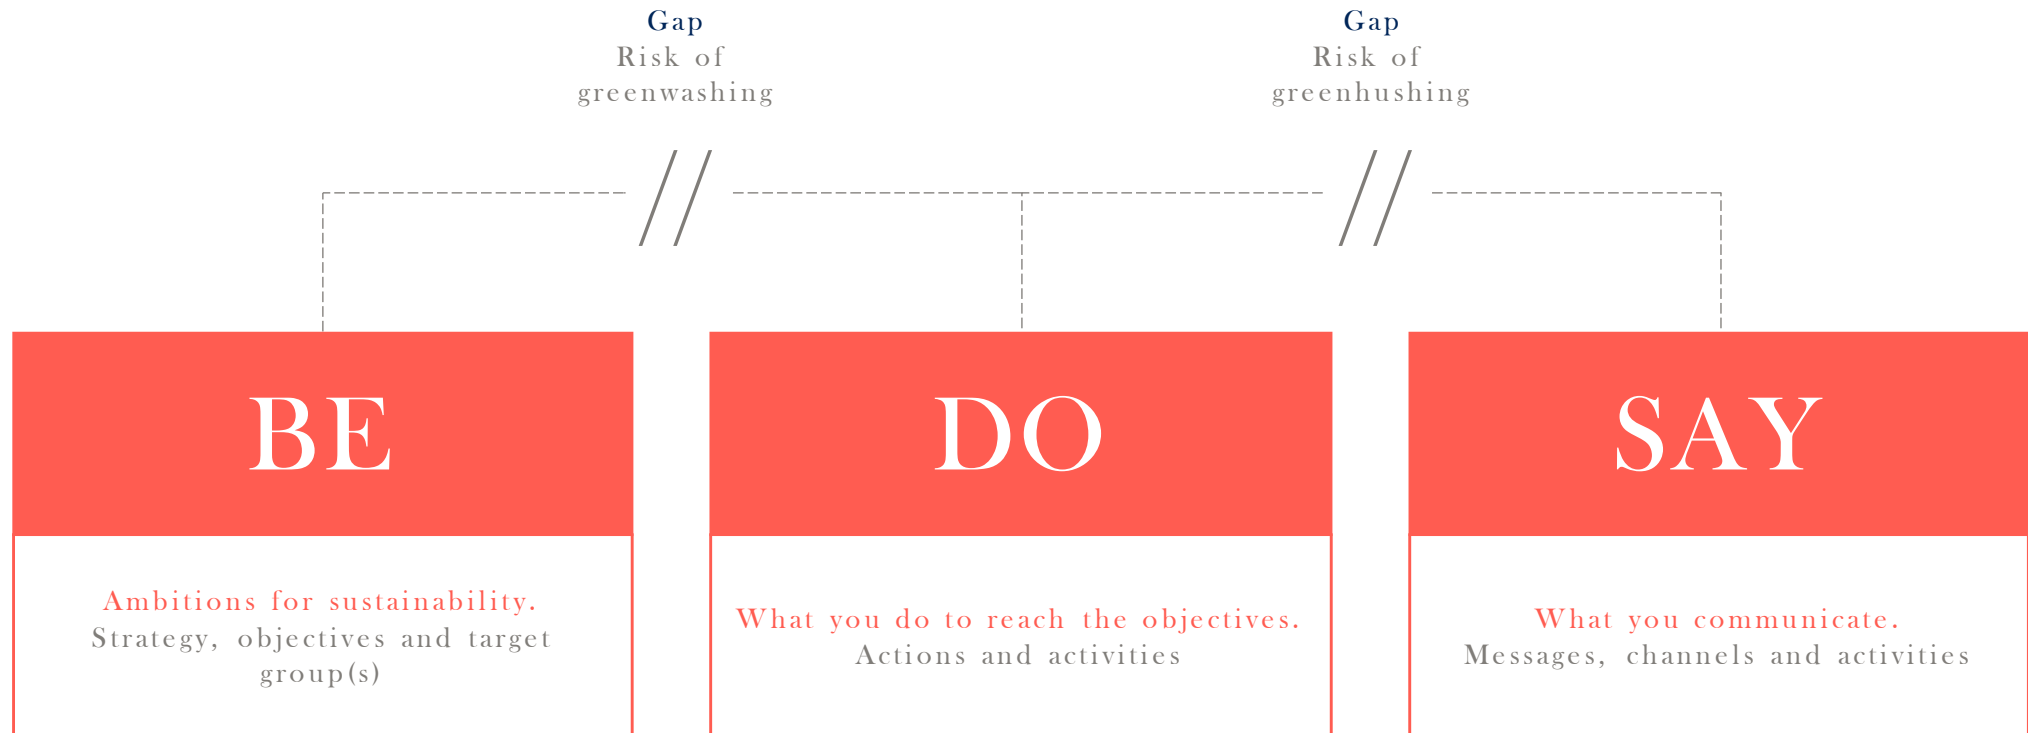 Gap
Risk of
greenwashing
Gap
Risk of
greenhushing
BE
DO
SAY
Ambitions for sustainability.
Strategy, objectives and target
group(s)
What you do to reach the objectives.
Actions and activities
What you communicate.
Messages, channels and activities